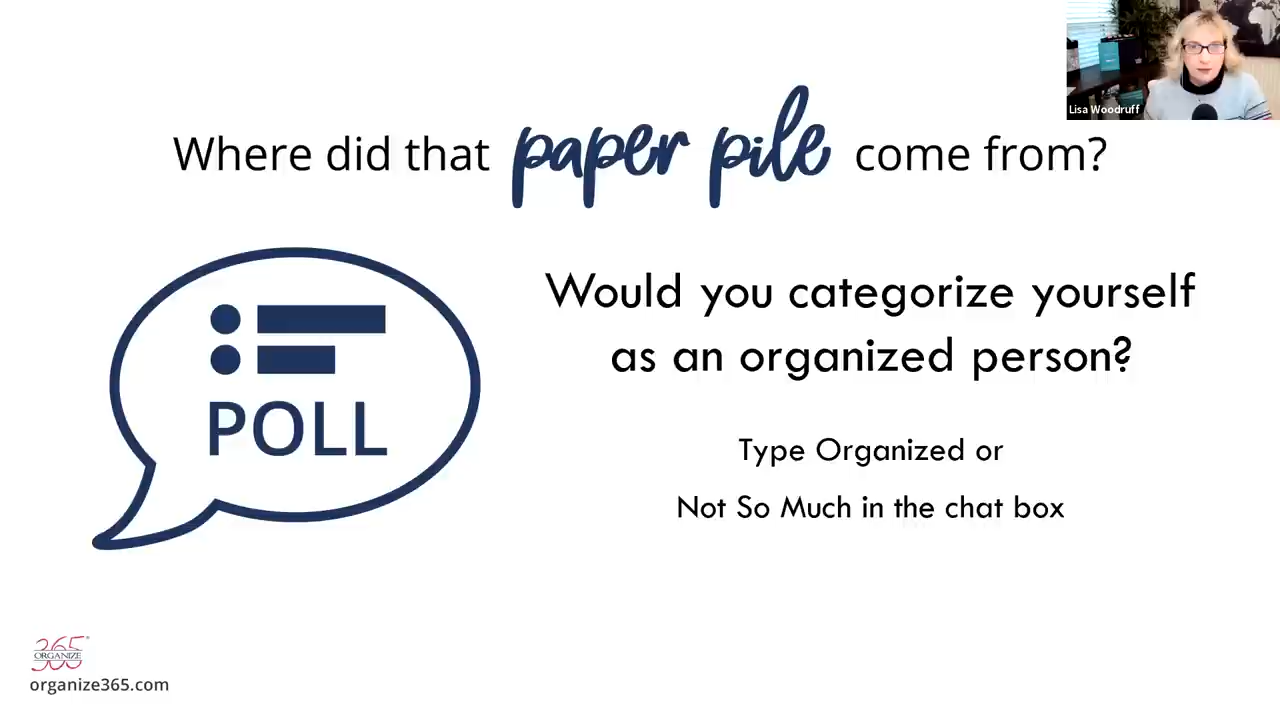 Lisa Woodruff
Where did that paper pile come from?
POLL
Would you categorize yourself
as an organized person?
Type Organized or
Not So Much in the chat box
365
ORGANIZE
organize365.com